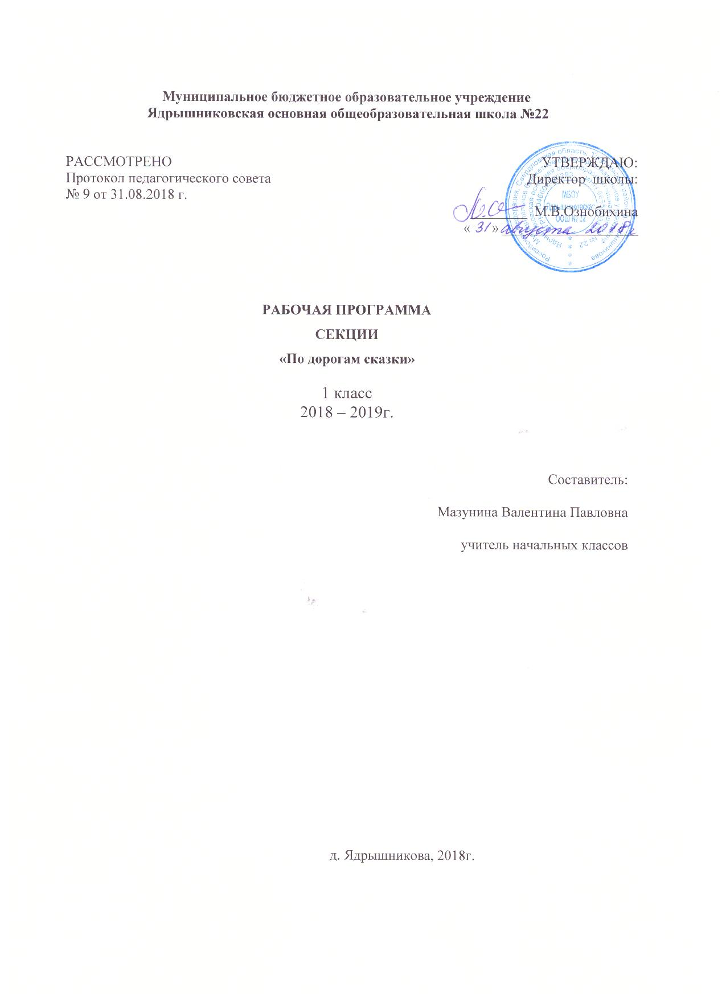 Муниципальное бюджетное образовательное учреждение
Ядрышниковская основная общеобразовательная школа №22
РАССМОТРЕНО
Протокол педагогического совета
№ 9 от 31.08.2018 г.
УТВЕРЖДАЮ:
Директор школы:
М.В.Ознобихина
« 31 » августа 2018г
МБОУ
Ядрышниковская
ООШ № 22
РАБОЧАЯ ПРОГРАММА
СЕКЦИИ
«По дорогам сказки»
1 класс
2018 – 2019г.
Составитель:
Мазунина Валентина Павловна
учитель начальных классов
д. Ядрышникова, 2018г.